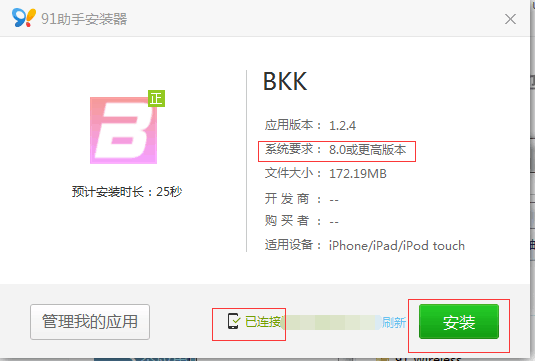 91助手安装器
正
BKK
应用版本： 1.2.4
系统要求： 8.0或更高版本
文件大小： 172.19MB
开 发 商 ： --
购 买 者 ： --
适用设备： iPhone/iPad/iPod touch
预计安装时长：25秒
管理我的应用
已连接
刷新
安装
91 Wireless